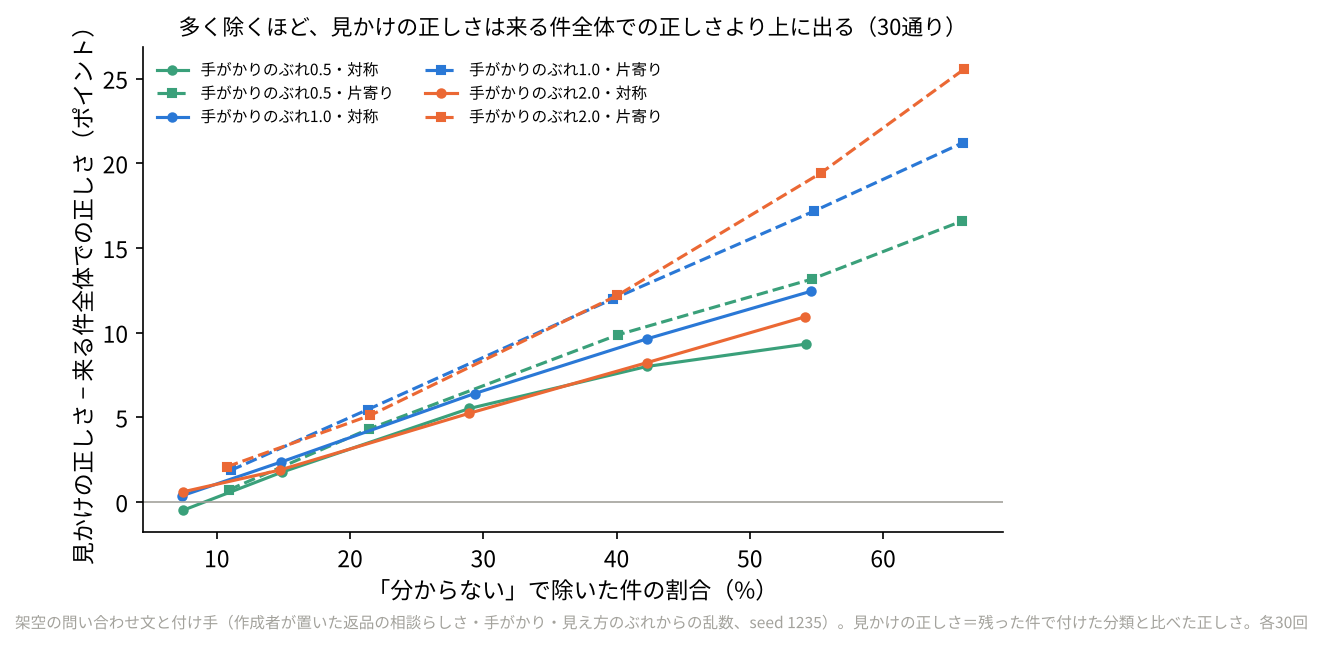 多く除くほど、見かけの正しさは来る件全体での正しさより上に出る（30通り）
見かけの正しさ − 来る件全体での正しさ（ポイント）
手がかりのぶれ0.5・対称
手がかりのぶれ0.5・片寄り
手がかりのぶれ1.0・対称
手がかりのぶれ1.0・片寄り
手がかりのぶれ2.0・対称
手がかりのぶれ2.0・片寄り
25
20
15
10
5
0
10 20 30 40 50 60
「分からない」で除いた件の割合（%）
架空の問い合わせ文と付け手（作成者が置いた返品の相談らしさ・手がかり・見え方のぶれからの乱数、seed 1235）。見かけの正しさ＝残った件で付けた分類と比べた正しさ。各30回